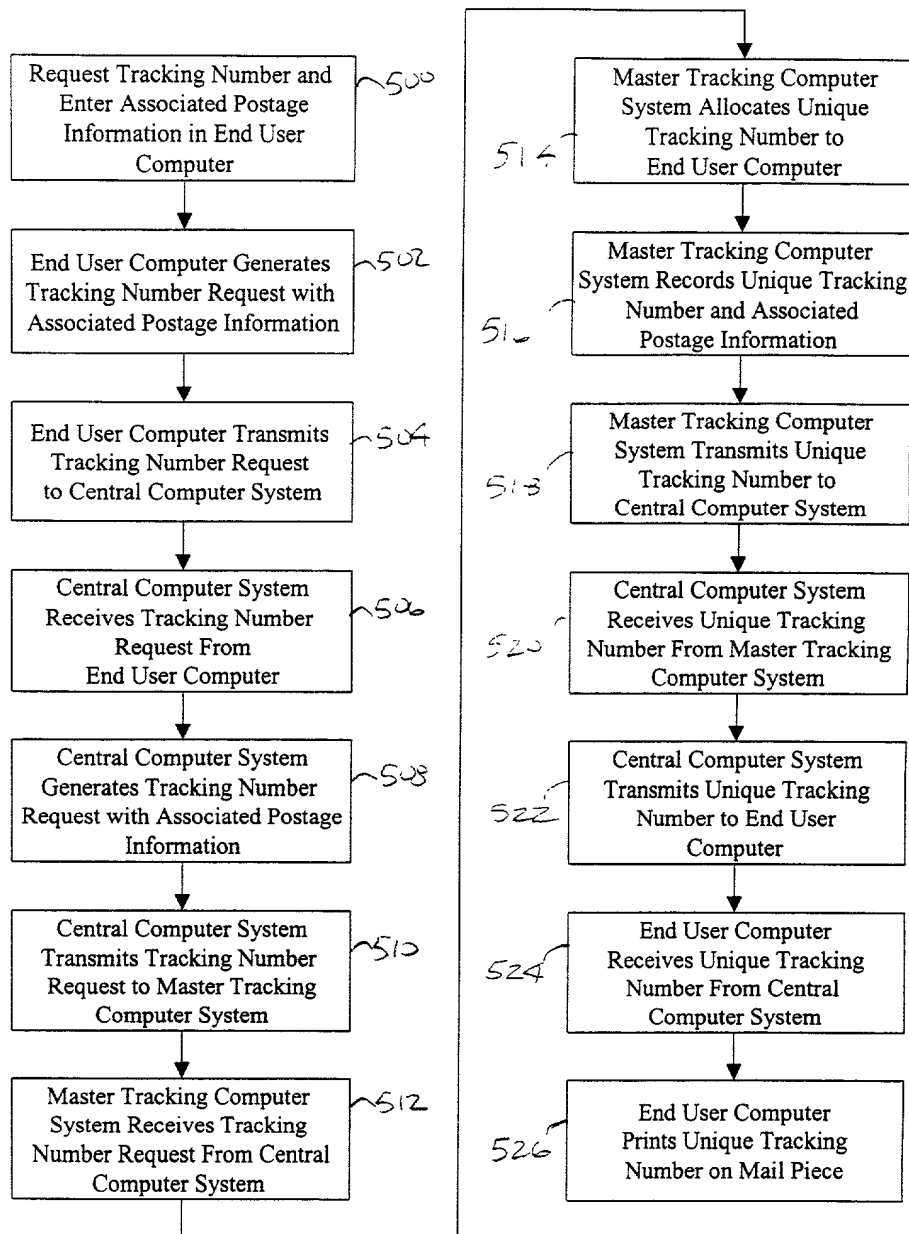 Request Tracking Number and
Enter Associated Postage
Information in End User
Computer
500
End User Computer Generates
Tracking Number Request with
Associated Postage Information
502
End User Computer Transmits
Tracking Number Request
to Central Computer System
504
Central Computer System
Receives Tracking Number
Request From
End User Computer
506
Central Computer System
Generates Tracking Number
Request with Associated Postage
Information
508
Central Computer System
Transmits Tracking Number
Request to Master Tracking
Computer System
510
Master Tracking Computer
System Receives Tracking
Number Request From Central
Computer System
512
Master Tracking Computer
System Allocates Unique
Tracking Number to
End User Computer
514
Master Tracking Computer
System Records Unique Tracking
Number and Associated
Postage Information
516
Master Tracking Computer
System Transmits Unique
Tracking Number to
Central Computer System
518
Central Computer System
Receives Unique Tracking
Number From Master Tracking
Computer System
520
Central Computer System
Transmits Unique Tracking
Number to End User
Computer
522
End User Computer
Receives Unique Tracking
Number From Central
Computer System
524
End User Computer
Prints Unique Tracking
Number on Mail Piece
526